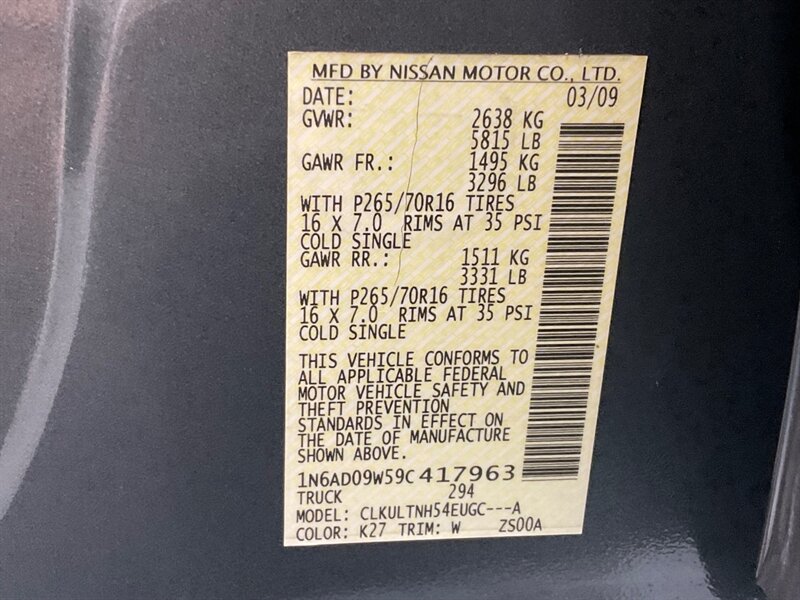 MFD BY NISSAN MOTOR CO., LTD.
DATE: 03/09
GVWR: 2638 KG
5815 LB
GAWR FR.: 1495 KG
3296 LB
WITH P265/70R16 TIRES
16 X 7.0 RIMS AT 35 PSI
COLD SINGLE
GAWR RR.: 1511 KG
3331 LB
WITH P265/70R16 TIRES
16 X 7.0 RIMS AT 35 PSI
COLD SINGLE
THIS VEHICLE CONFORMS TO
ALL APPLICABLE FEDERAL
MOTOR VEHICLE SAFETY AND
THEFT PREVENTION
STANDARDS IN EFFECT ON
THE DATE OF MANUFACTURE
SHOWN ABOVE.
1N6AD09W59C417963
TRUCK 294
MODEL: CLKULTNH54EUGC---A
COLOR: K27 TRIM: W ZS00A